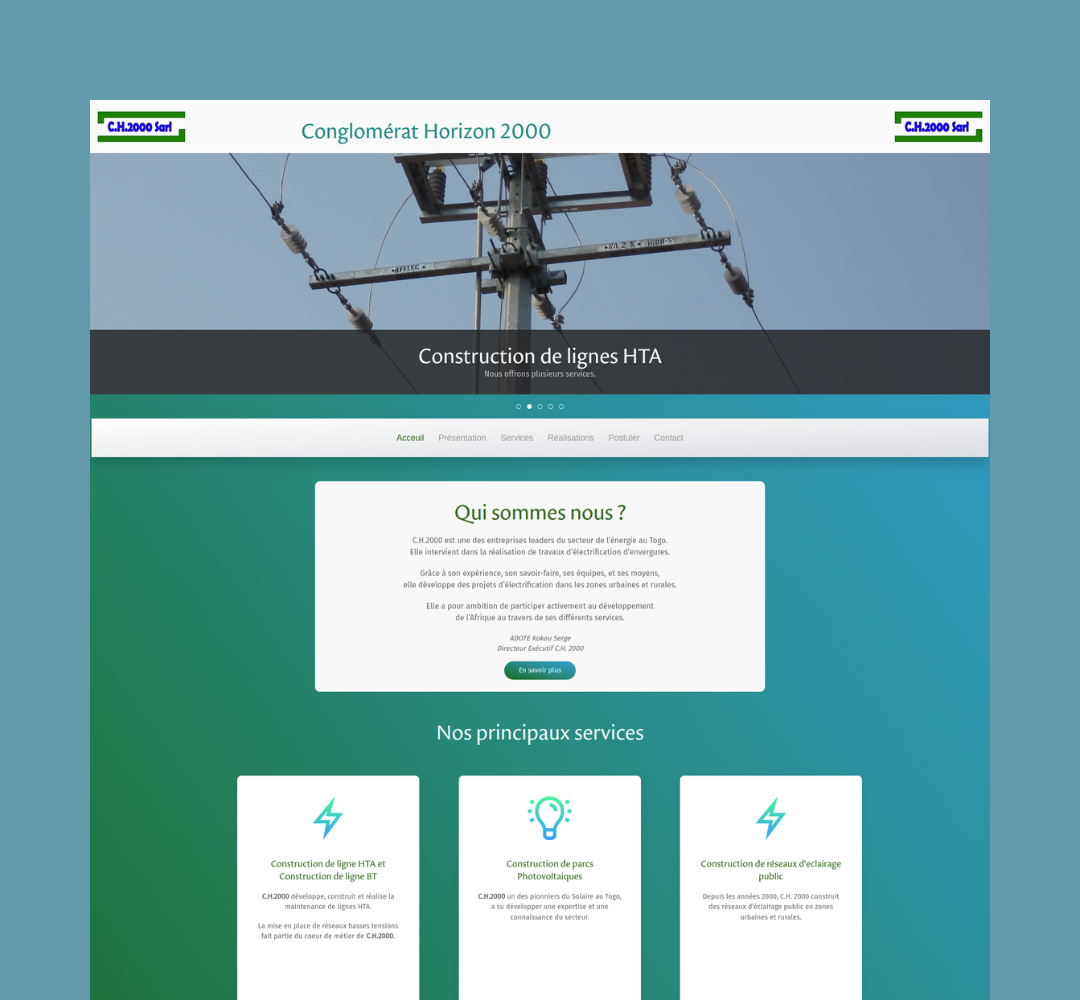 C.H.2000 Sarl
Conglomérat Horizon 2000
C.H.2000 Sarl
•AFELEC•
Construction de lignes HTA
Nous offrons plusieurs services.
Acceuil Présentation Services Réalisations Postuler Contact
Qui sommes nous ?
C.H.2000 est une des entreprises leaders du secteur de l'énergie au Togo.
Elle intervient dans la réalisation de travaux d'électrification d'envergures.
Grâce à son expérience, son savoir-faire, ses équipes, et ses moyens,
elle développe des projets d'électrification dans les zones urbaines et rurales.
Elle a pour ambition de participer activement au développement
de l'Afrique au travers de ses différents services.
ADOTE Kokou Serge
Directeur Exécutif C.H. 2000
En savoir plus
Nos principaux services
Construction de ligne HTA et
Construction de ligne BT
C.H.2000 développe, construit et réalise la
maintenance de lignes HTA.
La mise en place de réseaux basses tensions
fait partie du coeur de métier de C.H.2000.
Construction de parcs
Photovoltaiques
C.H.2000 un des pionniers du Solaire au Togo,
a su développer une expertise et une
connaissance du secteur.
Construction de réseaux d'eclairage
public
Depuis les années 2000, C.H. 2000 construit
des réseaux d'éclairage public en zones
urbaines et rurales.